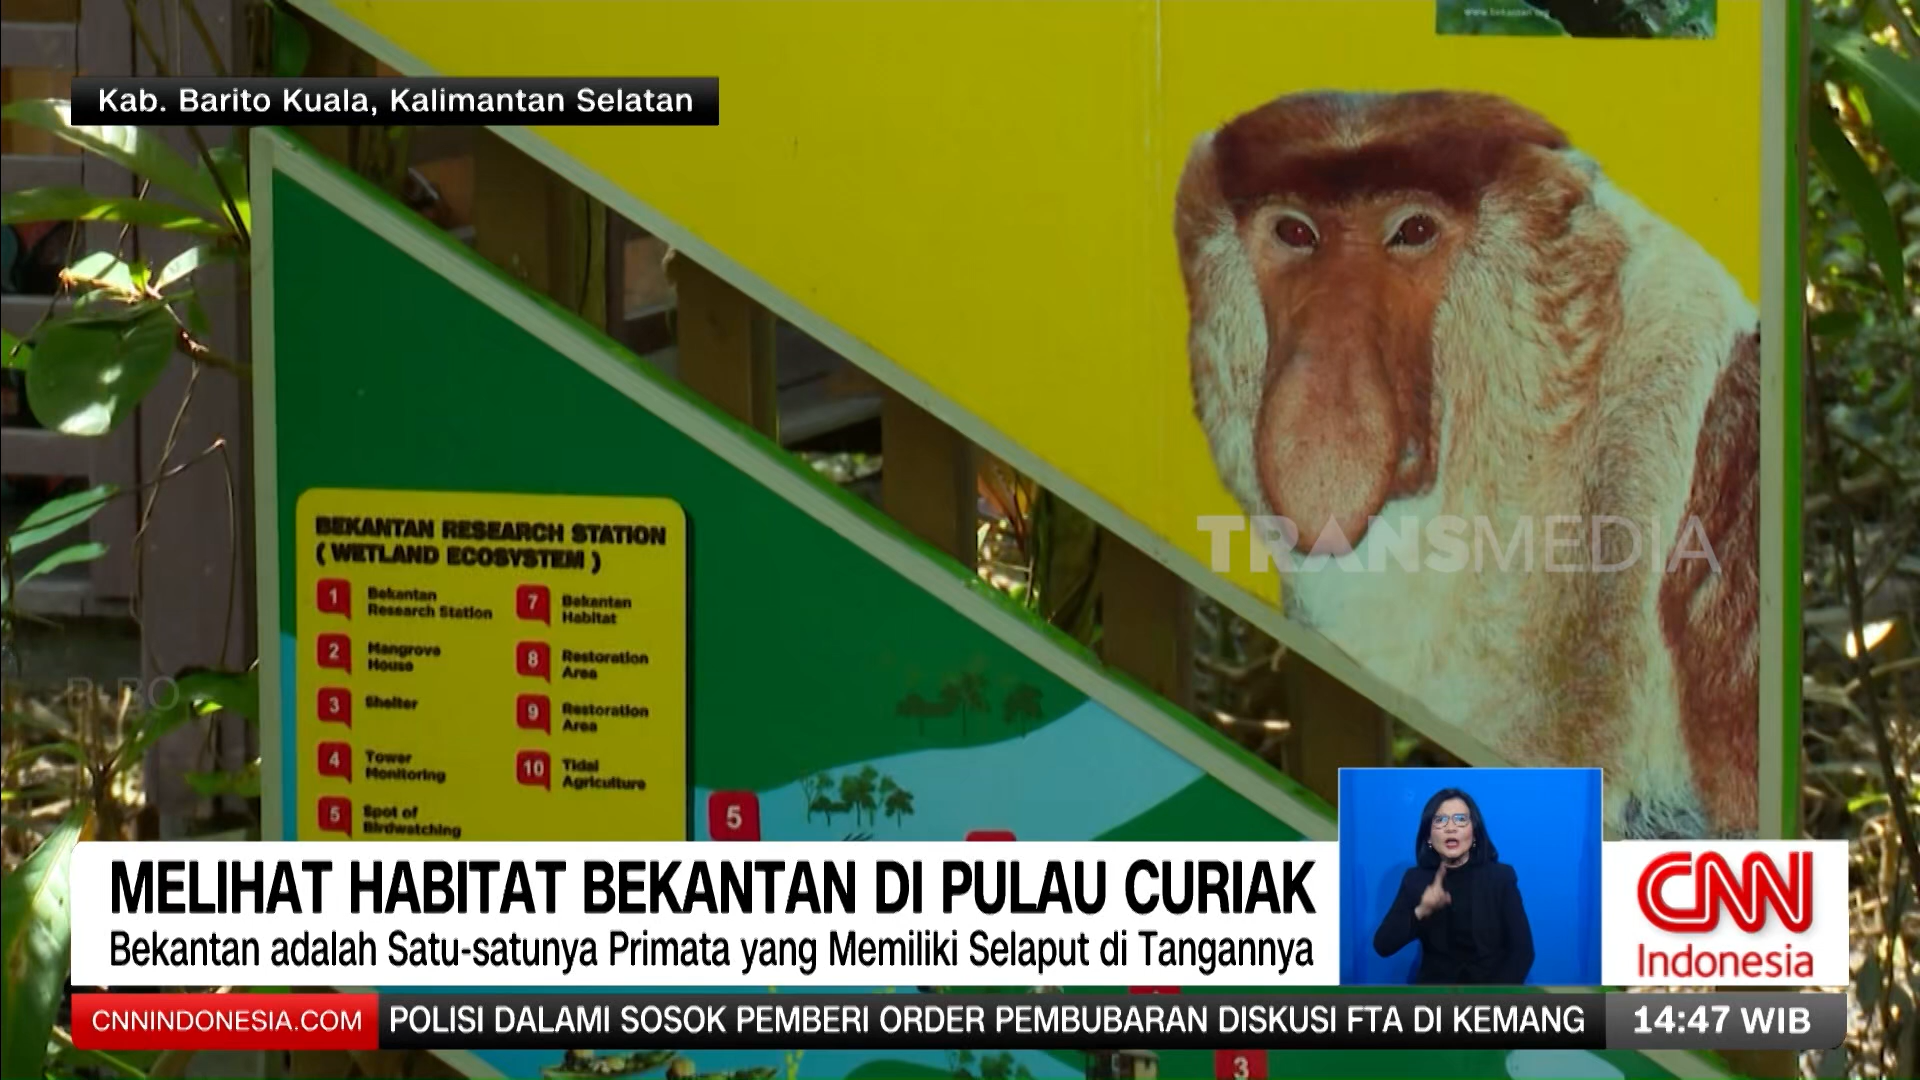 www.bekantan.org
Kab. Barito Kuala, Kalimantan Selatan
BEKANTAN RESEARCH STATION
( WETLAND ECOSYSTEM )
1 Bekantan
Research Station
2 Mangrove
House
3 Shelter
4 Tower
Monitoring
5 Spot of
Birdwatching
7 Bekantan
Habitat
8 Restoration
Area
9 Restoration
Area
10 Tidal
Agriculture
5
TRANSMEDIA
MELIHAT HABITAT BEKANTAN DI PULAU CURIAK
Bekantan adalah Satu-satunya Primata yang Memiliki Selaput di Tangannya
CNN
Indonesia
CNNINDONESIA.COM
POLISI DALAMI SOSOK PEMBERI ORDER PEMBUBARAN DISKUSI FTA DI KEMANG
14:47 WIB
3